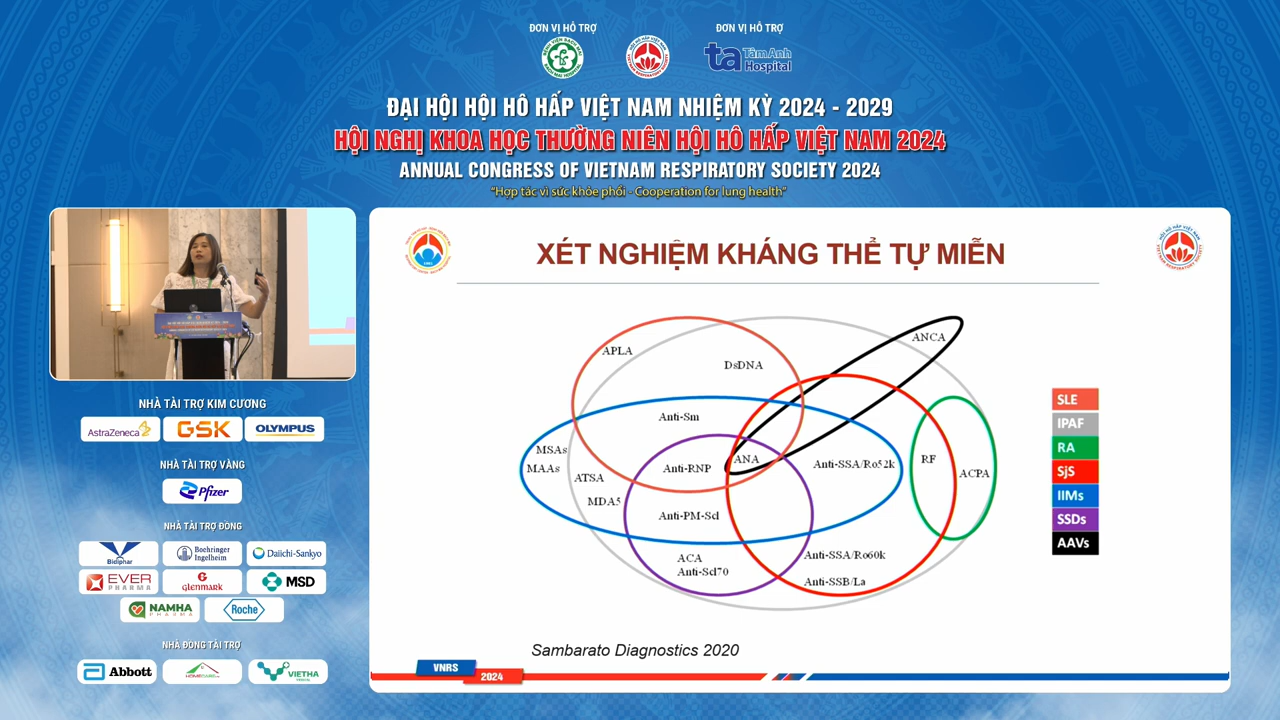 ĐƠN VỊ HỖ TRỢ
ĐƠN VỊ HỖ TRỢ
ta TâmAnh Hospital
ĐẠI HỘI HỘI HÔ HẤP VIỆT NAM NHIỆM KỲ 2024 - 2029
HỘI NGHỊ KHOA HỌC THƯỜNG NIÊN HỘI HÔ HẤP VIỆT NAM 2024
ANNUAL CONGRESS OF VIETNAM RESPIRATORY SOCIETY 2024
“Hợp tác vì sức khỏe phổi - Cooperation for lung health”
NHÀ TÀI TRỢ KIM CƯƠNG
AstraZeneca
GSK
OLYMPUS
NHÀ TÀI TRỢ VÀNG
Pfizer
NHÀ TÀI TRỢ ĐỒNG
Bidiphar
Boehringer Ingelheim
Daiichi-Sankyo
EVER PHARMA
GLENMARK
MSD
NAMHA PHARMA
Roche
NHÀ ĐỒNG TÀI TRỢ
Abbott
VIETHA
XÉT NGHIỆM KHÁNG THỂ TỰ MIỄN
APLA
DsDNA
ANCA
Anti-Sm
MSAs
MAAs
ATSA
MDA5
Anti-RNP
ANA
Anti-SSA/Ro52k
RF
ACPA
Anti-PM-Scl
ACA
Anti-Scl70
Anti-SSA/Ro60k
Anti-SSB/La
SLE
IPAF
RA
SjS
IIMs
SSDs
AAVs
Sambarato Diagnostics 2020
VNRS
2024